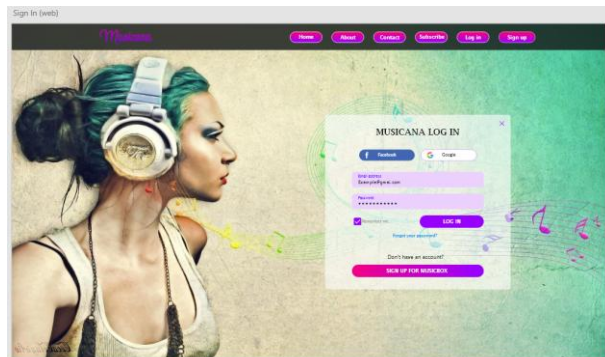 Sign In (web)
Musicana
Home About Contact Subscribe Log in Sign up
MUSICANA LOG IN
Facebook Google
Email address
Password
LOG IN
Forgot your password?
Don't have an account?
SIGN UP FOR MUSICBOX